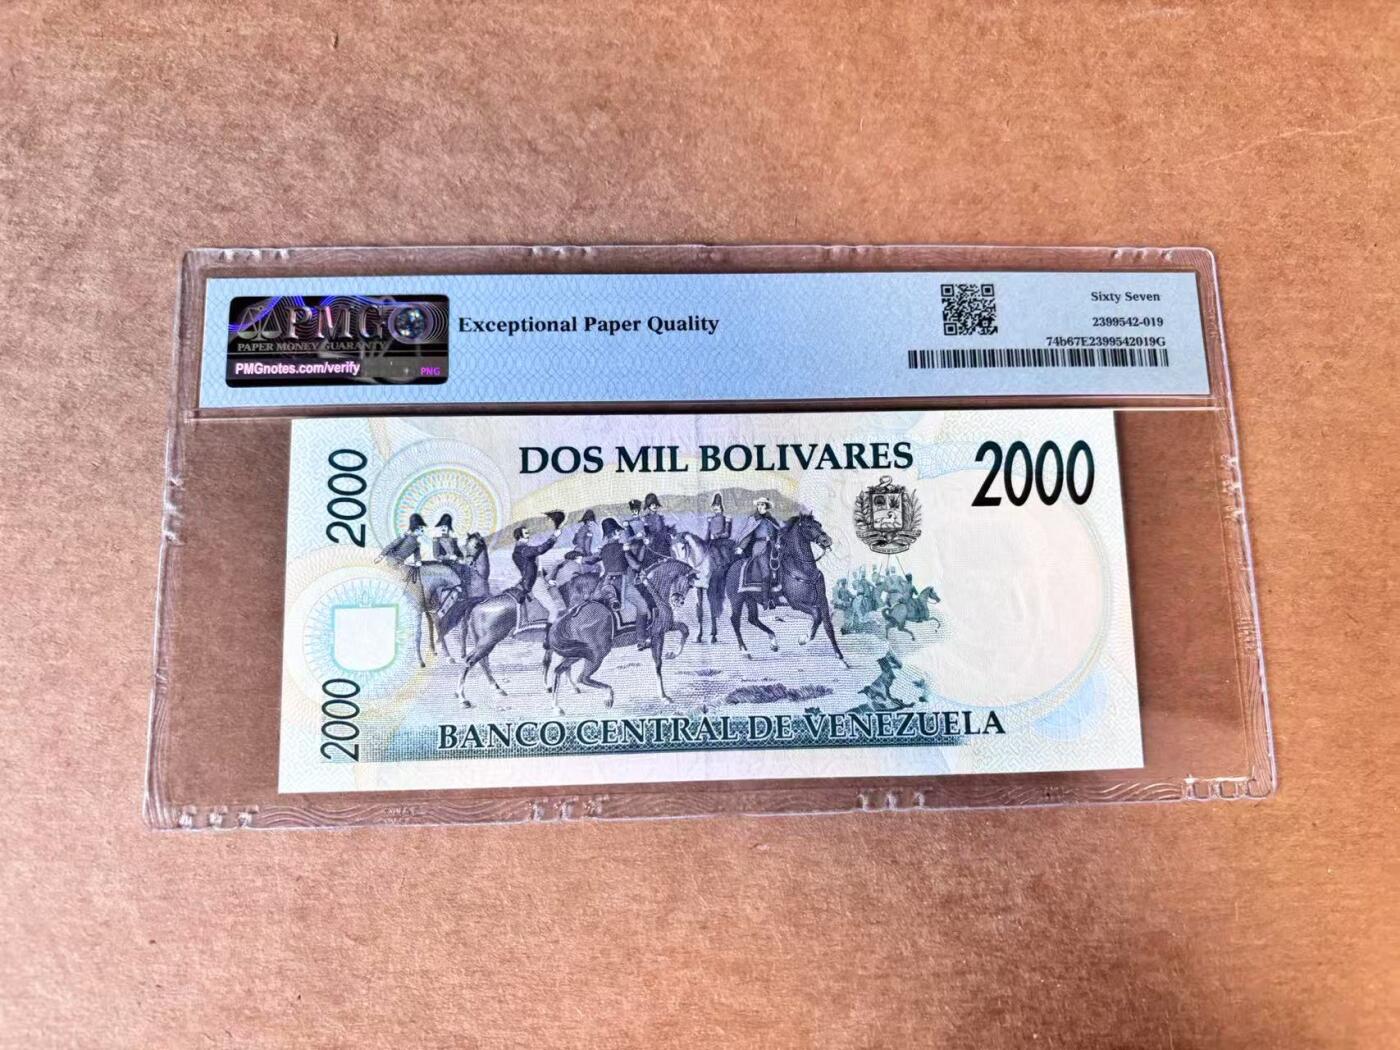 PMG
PAPER MONEY GUARANTY
PMGnotes.com/verify
PNG
Exceptional Paper Quality
Sixty Seven
2399542-019
74b67E2399542019G
2000
DOS MIL BOLIVARES
2000
2000
BANCO CENTRAL DE VENEZUELA